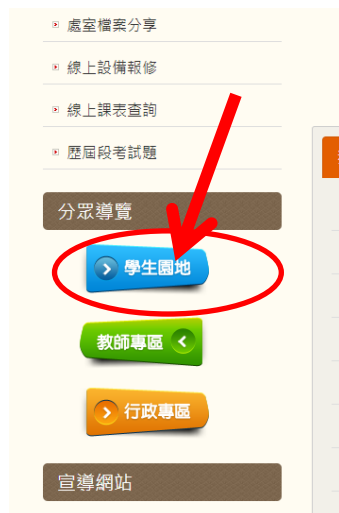 處室檔案分享
線上設備報修
線上課表查詢
歷屆段考試題
分眾導覽
學生園地
教師專區
行政專區
宣導網站